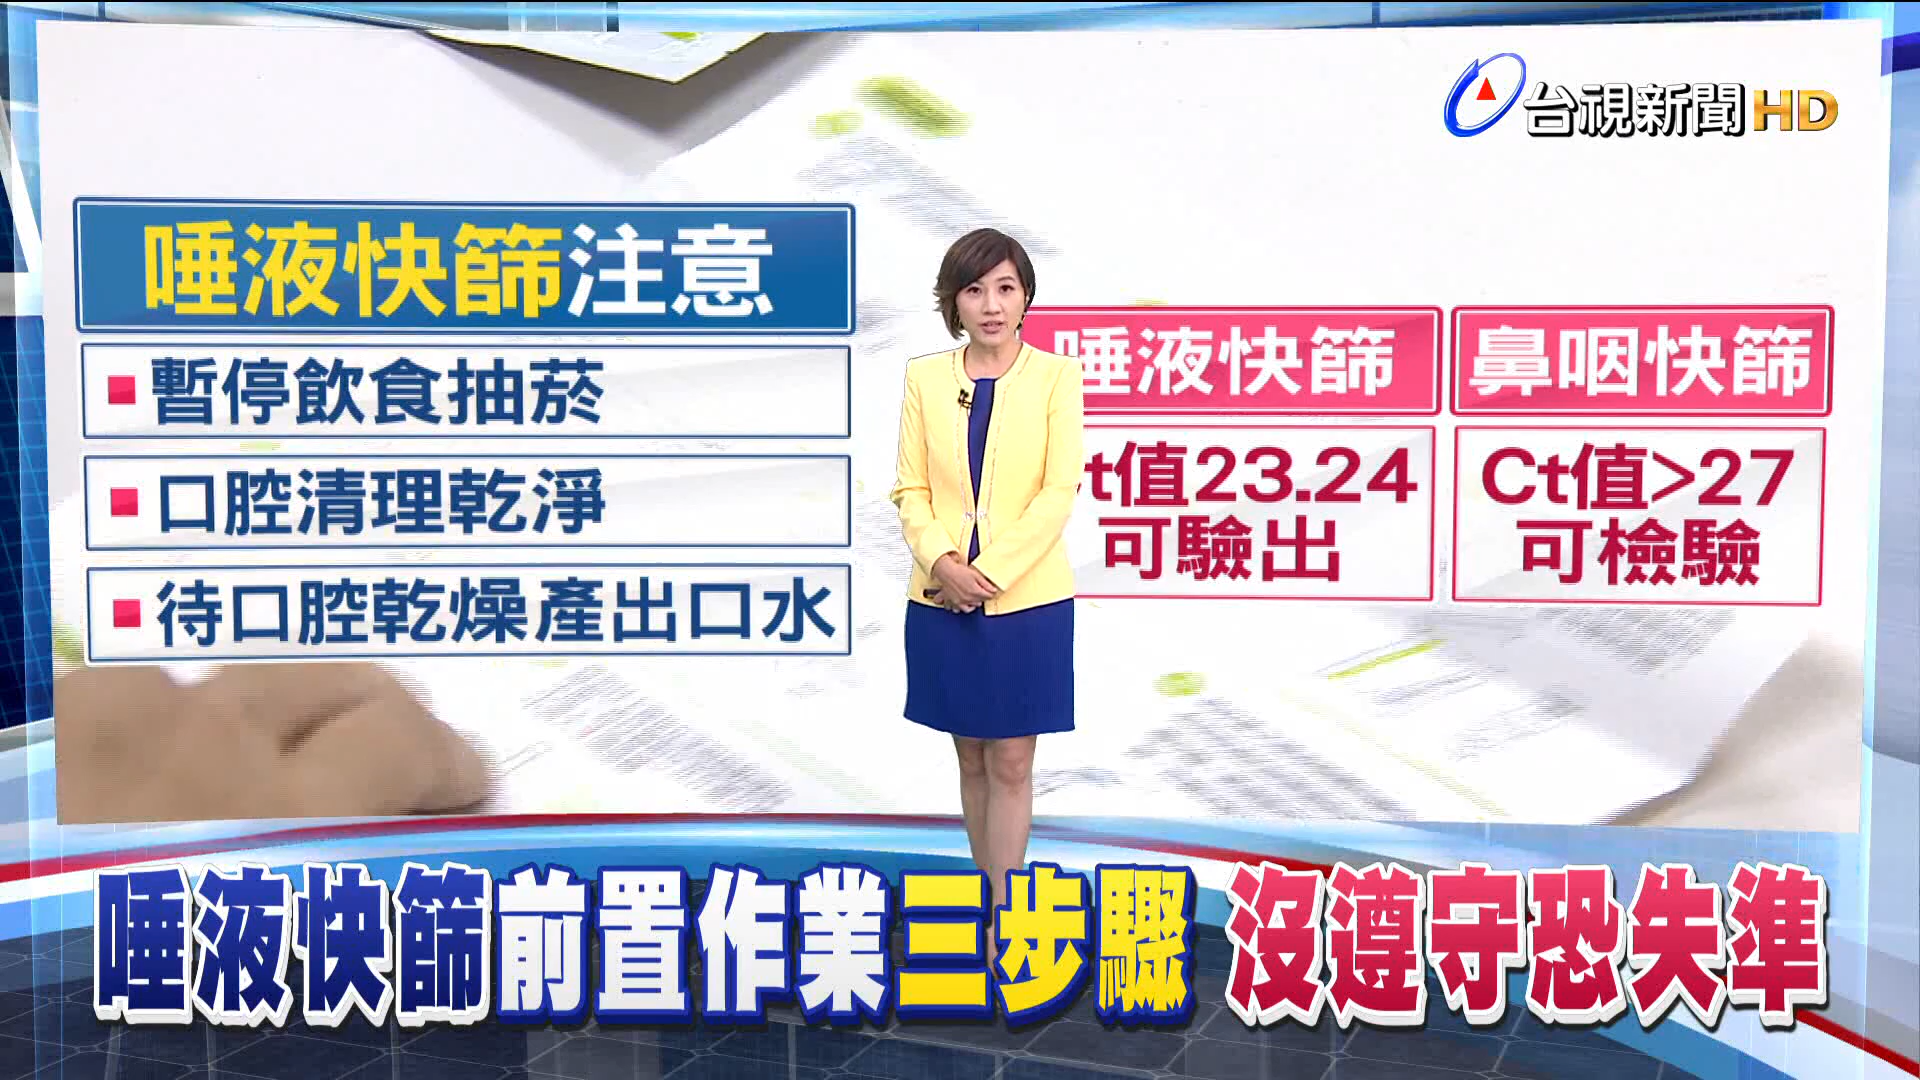 台視新聞HD
唾液快篩注意
暫停飲食抽菸
口腔清理乾淨
待口腔乾燥產出口水
唾液快篩
t值23.24
可驗出
鼻咽快篩
Ct值>27
可檢驗
唾液快篩前置作業三步驟 沒遵守恐失準